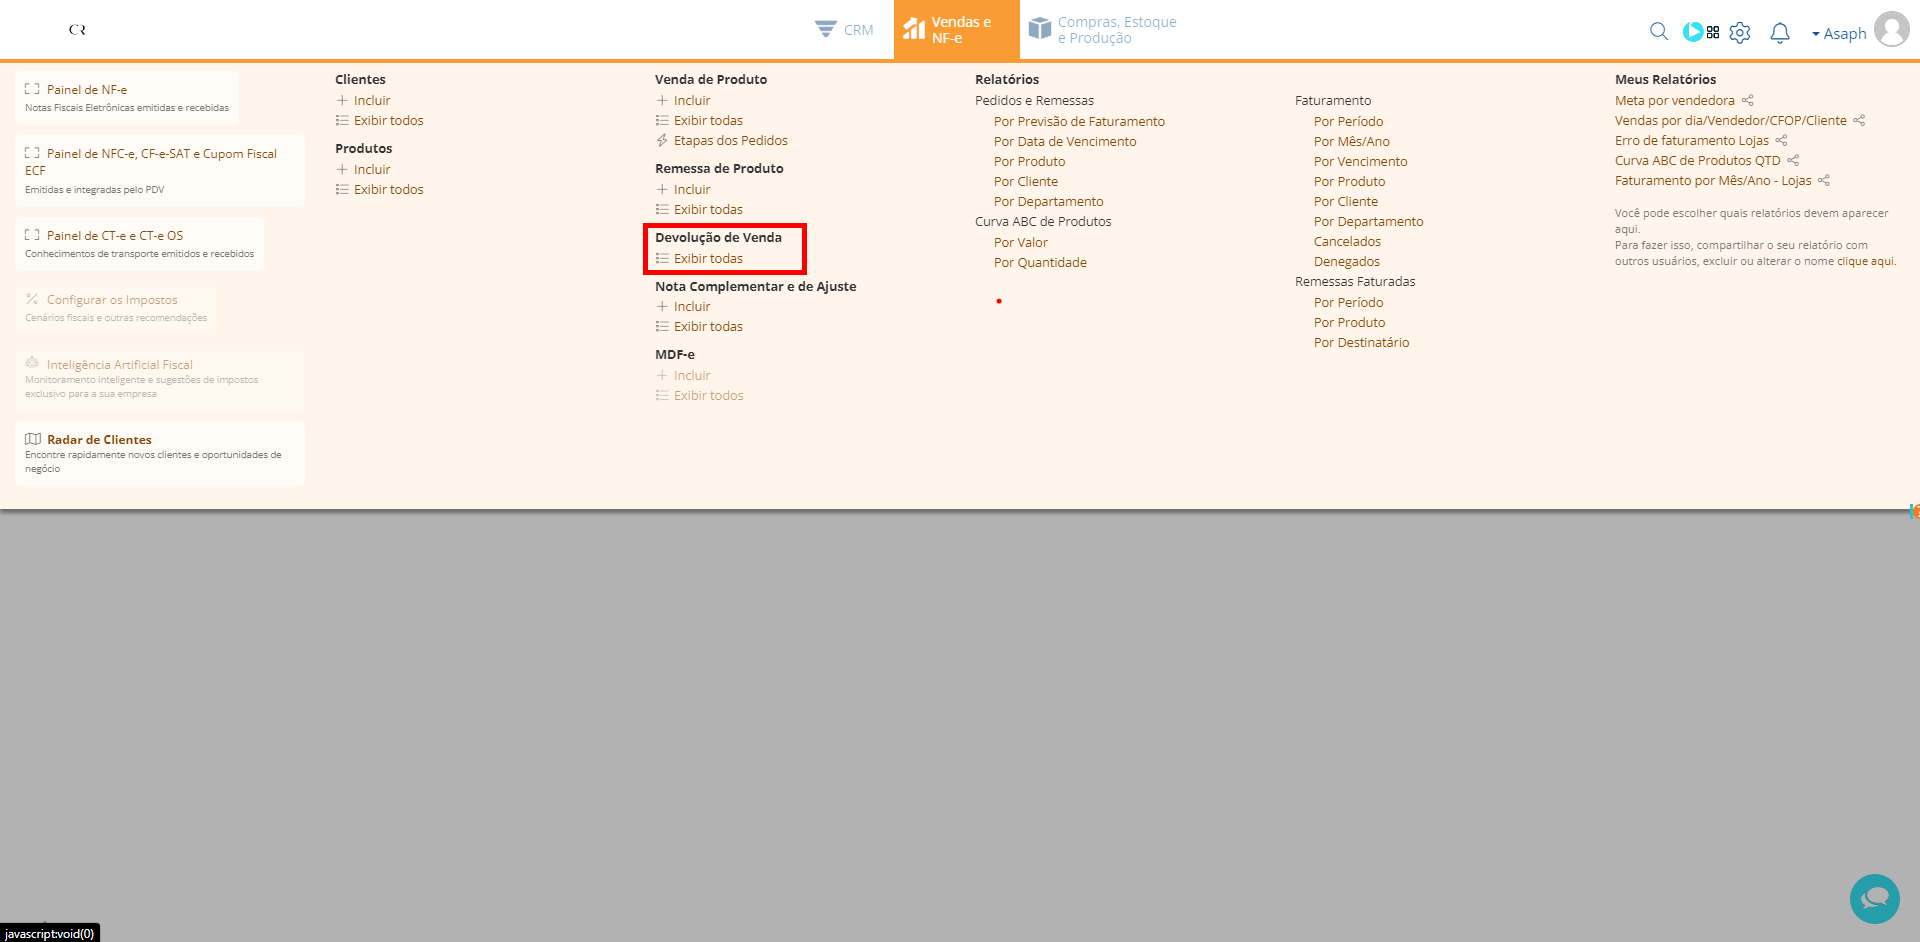 CR
CRM
Vendas e
NF-e
Compras, Estoque
e Produção
Asaph
Painel de NF-e
Notas Fiscais Eletrônicas emitidas e recebidas
Painel de NFC-e, CF-e-SAT e Cupom Fiscal
ECF
Emitidas e integradas pelo PDV
Painel de CT-e e CT-e OS
Conhecimentos de transporte emitidos e recebidos
Configurar os Impostos
Cenários fiscais e outras recomendações
Inteligência Artificial Fiscal
Monitoramento inteligente e sugestões de impostos
exclusivo para a sua empresa
Radar de Clientes
Encontre rapidamente novos clientes e oportunidades de
negócio
Clientes
Incluir
Exibir todos
Produtos
Incluir
Exibir todos
Venda de Produto
Incluir
Exibir todas
Etapas dos Pedidos
Remessa de Produto
Incluir
Exibir todas
Devolução de Venda
Exibir todas
Nota Complementar e de Ajuste
Incluir
Exibir todas
MDF-e
Incluir
Exibir todos
Relatórios
Pedidos e Remessas
Por Previsão de Faturamento
Por Data de Vencimento
Por Produto
Por Cliente
Por Departamento
Curva ABC de Produtos
Por Valor
Por Quantidade
Faturamento
Por Período
Por Mês/Ano
Por Vencimento
Por Produto
Por Cliente
Por Departamento
Cancelados
Denegados
Remessas Faturadas
Por Período
Por Produto
Por Destinatário
Meus Relatórios
Meta por vendedora
Vendas por dia/Vendedor/CFOP/Cliente
Erro de faturamento Lojas
Curva ABC de Produtos QTD
Faturamento por Mês/Ano - Lojas
Você pode escolher quais relatórios devem aparecer
aqui.
Para fazer isso, compartilhar o seu relatório com
outros usuários, excluir ou alterar o nome clique aqui.
javascript:void(0)